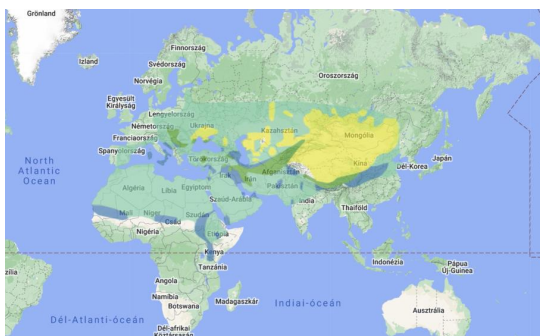 Grönland
Izland
Finnország
Svédország
Norvégia
Oroszország
Egyesült
Királyság
Lengyelország
Németország
Ukrajna
Franciaország
Kazahsztán
Mongólia
Spanyolország
Törökország
Japán
Dél-Korea
Kína
North
Atlantic
Ocean
Irak
Irán
Afganisztán
Pakisztán
Algéria
Líbia
Egyiptom
Szaúd-Arábia
India
Thaiföld
Mali
Niger
Csád
Szudán
Nigéria
Etiópia
Kenya
Tanzánia
Indonézia
Pápua
Új-Guinea
Angola
Namíbia
Botswana
Madagaszkár
Indiai-óceán
Ausztrália
Dél-Atlanti-óceán
Dél-afrikai
Köztársaság